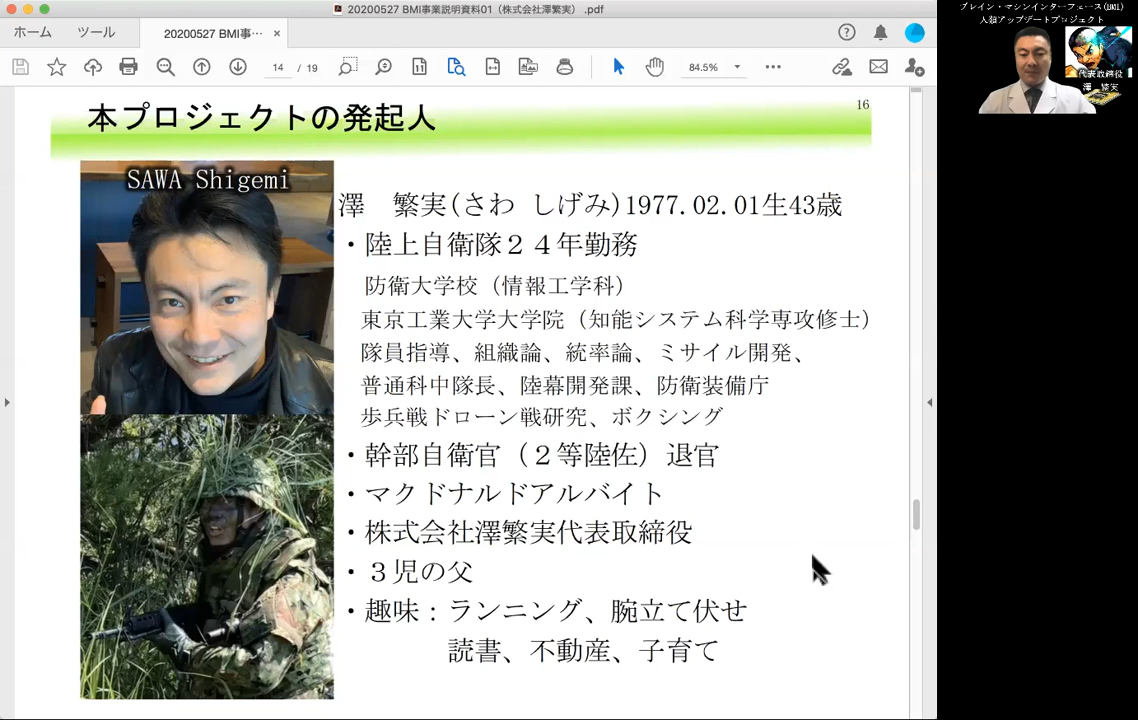 20200527 BMI事業説明資料01（株式会社澤繁実）.pdf
ホーム ツール 20200527 BMI事… ×
14 / 19 84.5%
本プロジェクトの発起人
16
SAWA Shigemi
澤 繁実(さわ しげみ)1977.02.01生43歳
・陸上自衛隊２４年勤務
防衛大学校（情報工学科）
東京工業大学大学院（知能システム科学専攻修士）
隊員指導、組織論、統率論、ミサイル開発、
普通科中隊長、陸幕開発課、防衛装備庁
歩兵戦ドローン戦研究、ボクシング
・幹部自衛官（２等陸佐）退官
・マクドナルドアルバイト
・株式会社澤繁実代表取締役
・３児の父
・趣味：ランニング、腕立て伏せ
読書、不動産、子育て
ブレイン・マシンインターフェース(BMI)
人類アップデートプロジェクト
代表取締役
澤 繁実